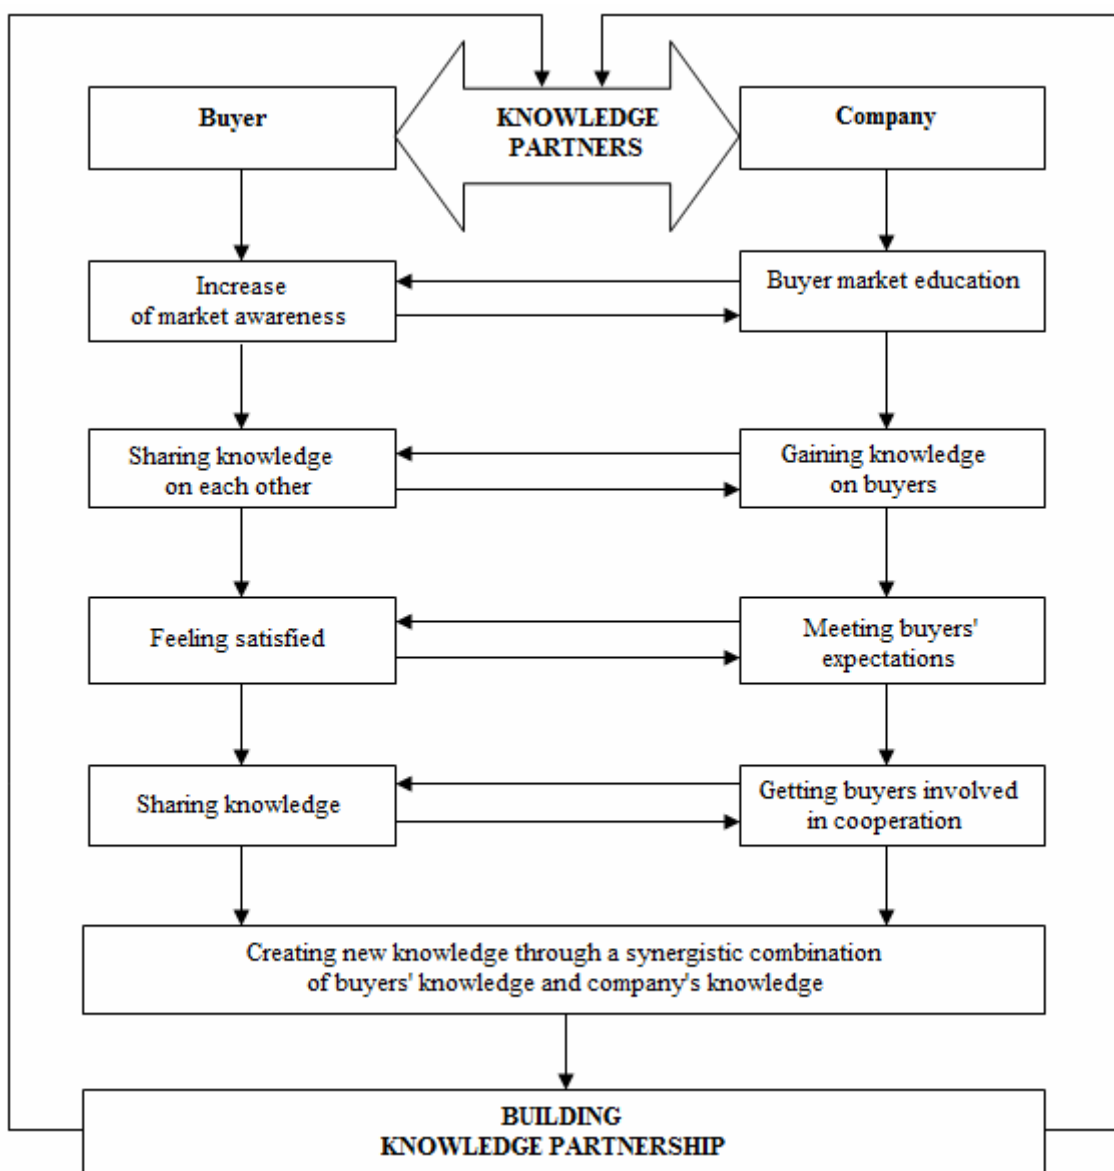 Buyer
KNOWLEDGE
PARTNERS
Company
Increase
of market awareness
Buyer market education
Sharing knowledge
on each other
Gaining knowledge
on buyers
Feeling satisfied
Meeting buyers'
expectations
Sharing knowledge
Getting buyers involved
in cooperation
Creating new knowledge through a synergistic combination
of buyers' knowledge and company's knowledge
BUILDING
KNOWLEDGE PARTNERSHIP